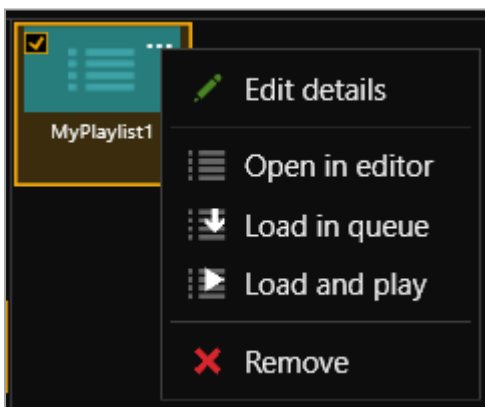 MyPlaylist1
Edit details
Open in editor
Load in queue
Load and play
Remove